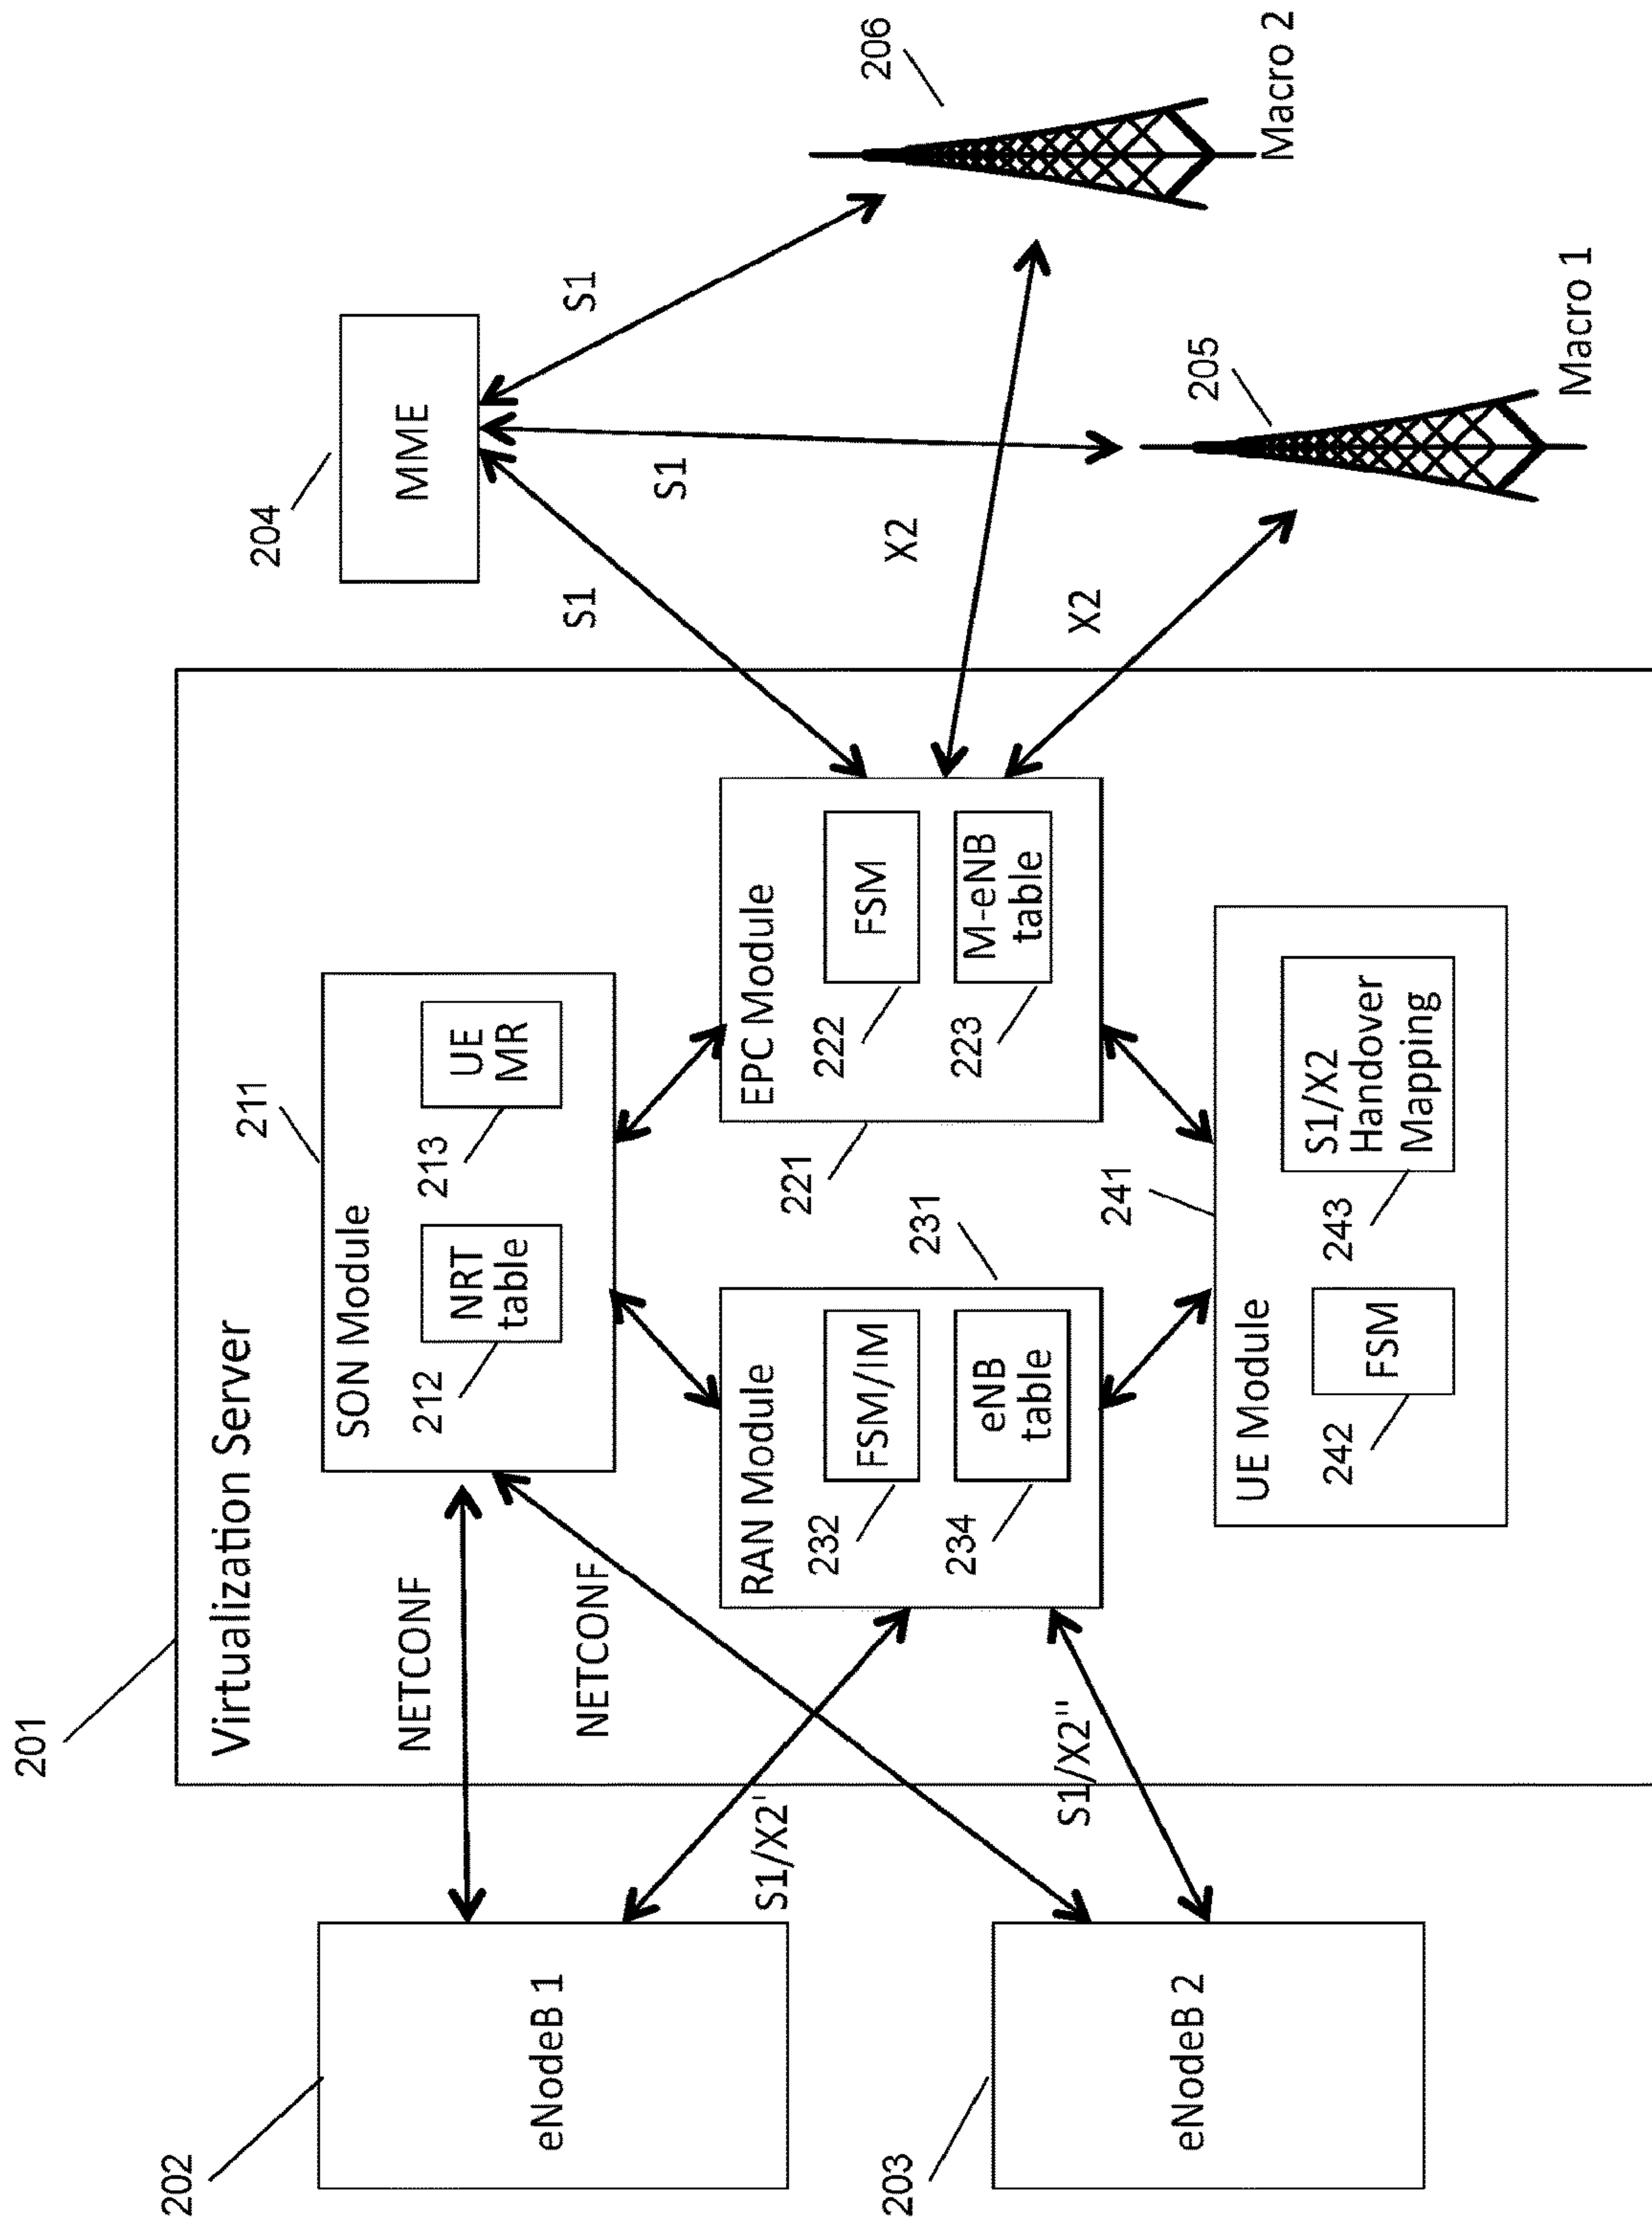 201
Virtualization Server
202
eNodeB 1
203
eNodeB 2
NETCONF
NETCONF
S1/X2'
S1/X2''
211
SON Module
212
NRT
table
213
UE
MR
231
RAN Module
232
FSM/IM
234
eNB
table
221
EPC Module
222
FSM
223
M-eNB
table
241
UE Module
242
FSM
243
S1/X2
Handover
Mapping
204
MME
S1
S1
S1
X2
X2
205
Macro 1
206
Macro 2